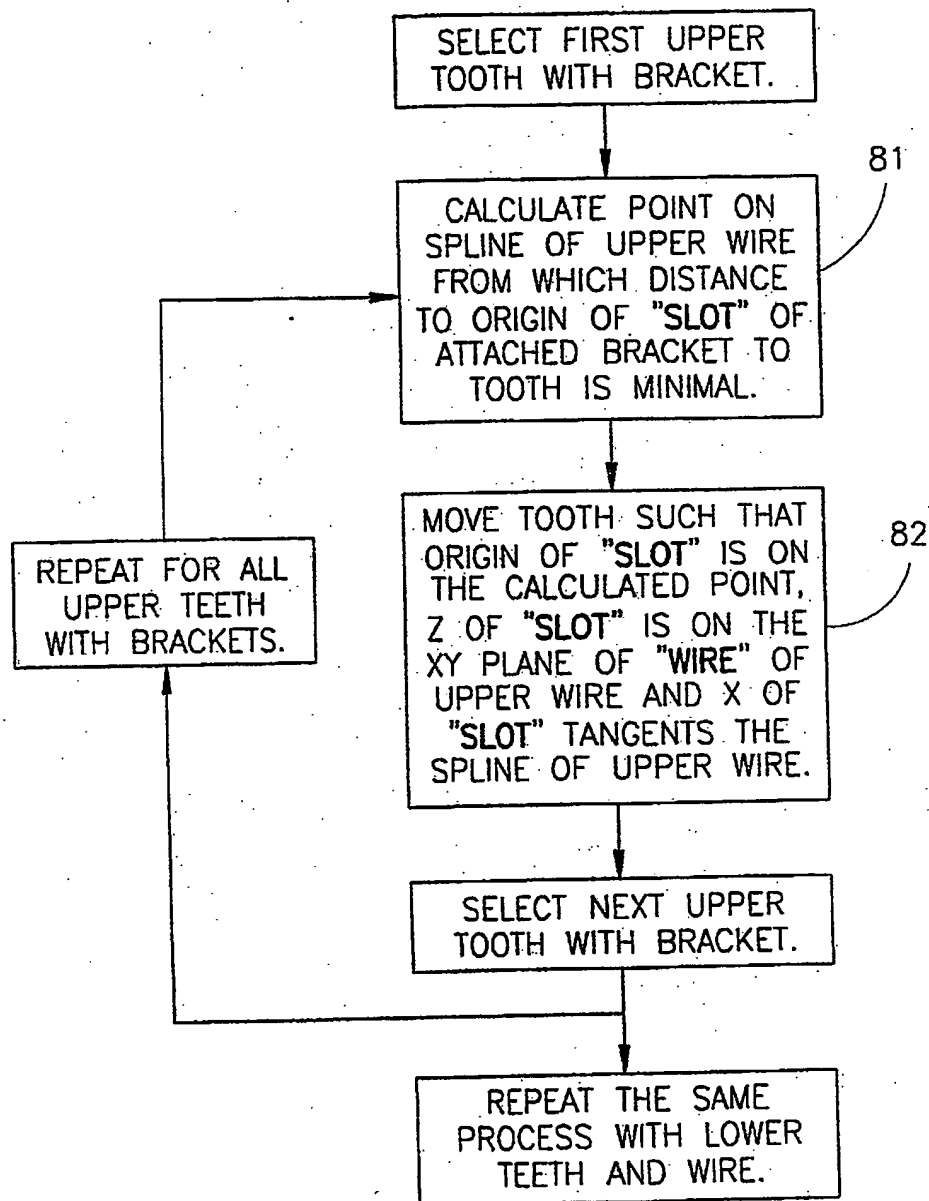 SELECT FIRST UPPER
TOOTH WITH BRACKET.
81
CALCULATE POINT ON
SPLINE OF UPPER WIRE
FROM WHICH DISTANCE
TO ORIGIN OF "SLOT" OF
ATTACHED BRACKET TO
TOOTH IS MINIMAL.
82
MOVE TOOTH SUCH THAT
ORIGIN OF "SLOT" IS ON
THE CALCULATED POINT,
Z OF "SLOT" IS ON THE
XY PLANE OF "WIRE" OF
UPPER WIRE AND X OF
"SLOT" TANGENTS THE
SPLINE OF UPPER WIRE.
REPEAT FOR ALL
UPPER TEETH
WITH BRACKETS.
SELECT NEXT UPPER
TOOTH WITH BRACKET.
REPEAT THE SAME
PROCESS WITH LOWER
TEETH AND WIRE.